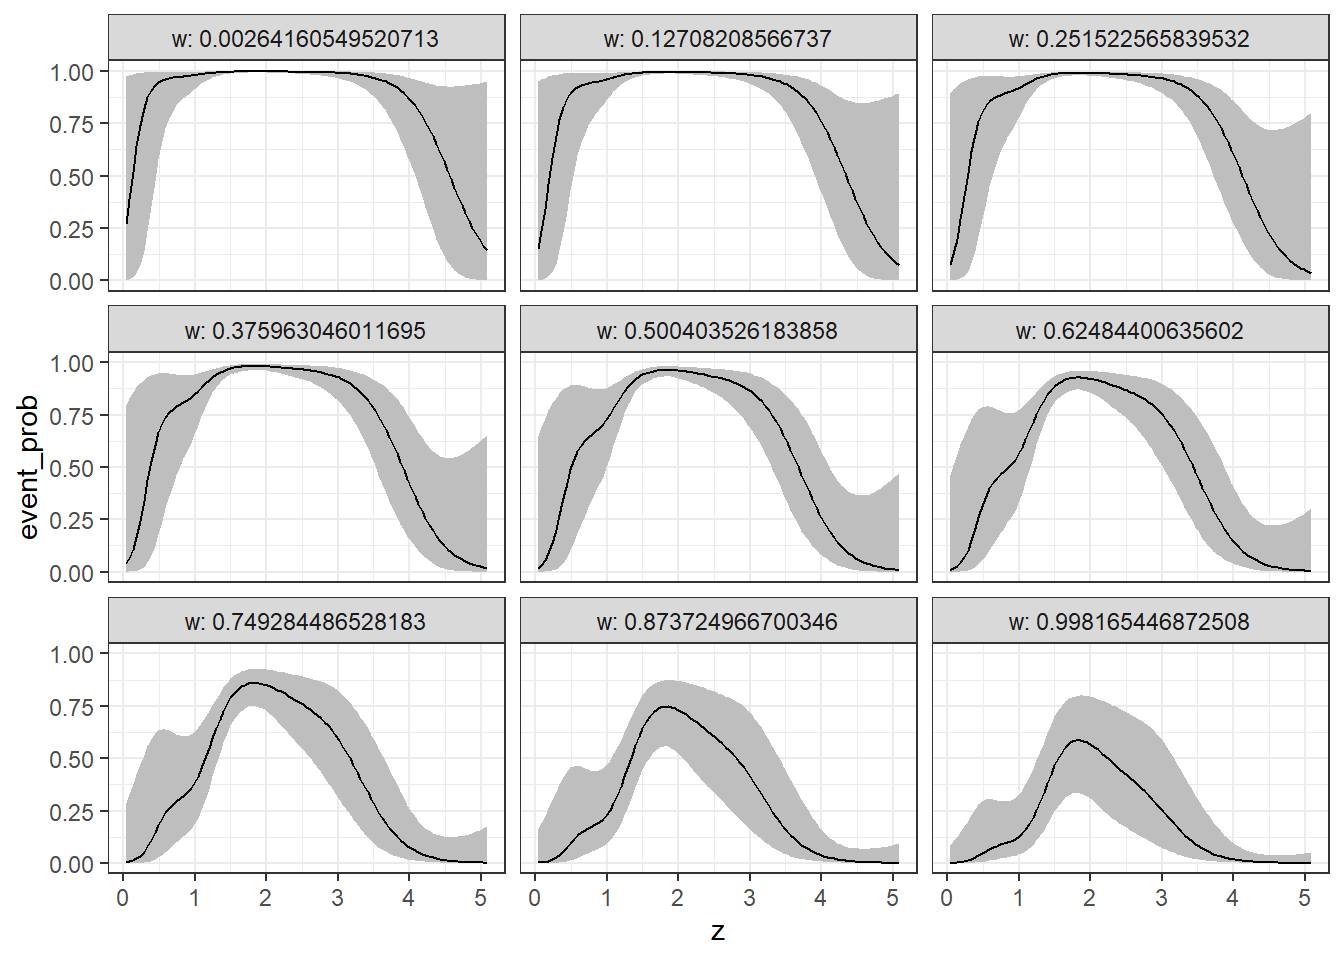 w: 0.00264160549520713
w: 0.12708208566737
w: 0.251522565839532
1.00
0.75
0.50
0.25
0.00
w: 0.375963046011695
w: 0.500403526183858
w: 0.62484400635602
1.00
0.75
0.50
0.25
0.00
event_prob
w: 0.749284486528183
w: 0.873724966700346
w: 0.998165446872508
1.00
0.75
0.50
0.25
0.00
0 1 2 3 4 5
0 1 2 3 4 5
0 1 2 3 4 5
z